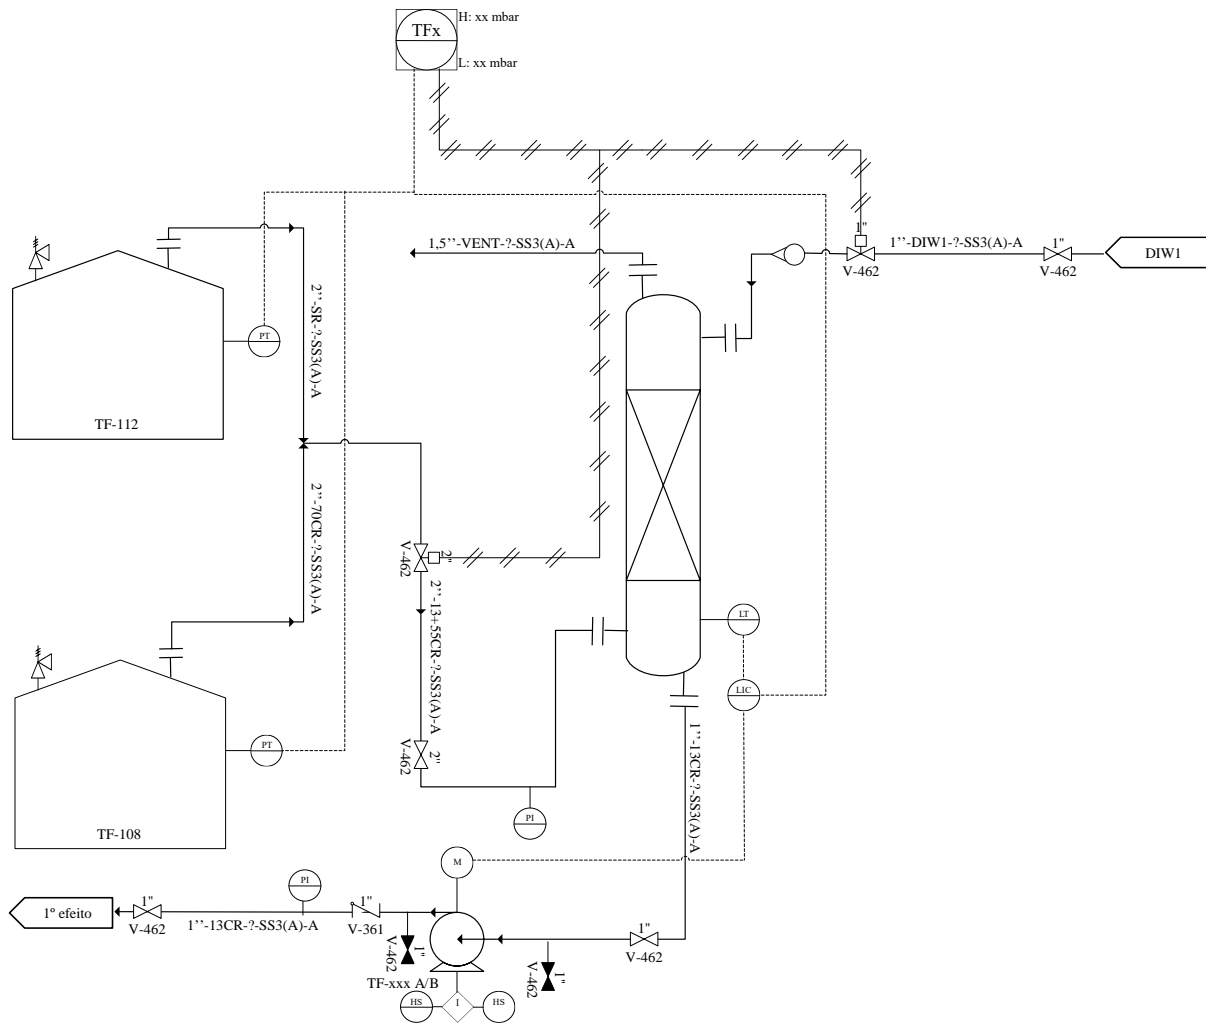 H: xx mbar
TFx
L: xx mbar
1"
1,5’’-VENT-?-SS3(A)-A
1’’-DIW1-?-SS3(A)-A
1"
DIW1
V-462
V-462
2’’-SR-?-SS3(A)-A
PT
TF-112
2’’-70CR-?-SS3(A)-A
V-462
2"
2’’-13+55CR-?-SS3(A)-A
LT
LIC
PT
V-462
2"
1’’-13CR-?-SS3(A)-A
PI
TF-108
M
PI
1"
1"
1º efeito
1’’-13CR-?-SS3(A)-A
V-462
V-361
V-462
1"
1"
V-462
V-462
1"
TF-xxx A/B
HS
I
HS